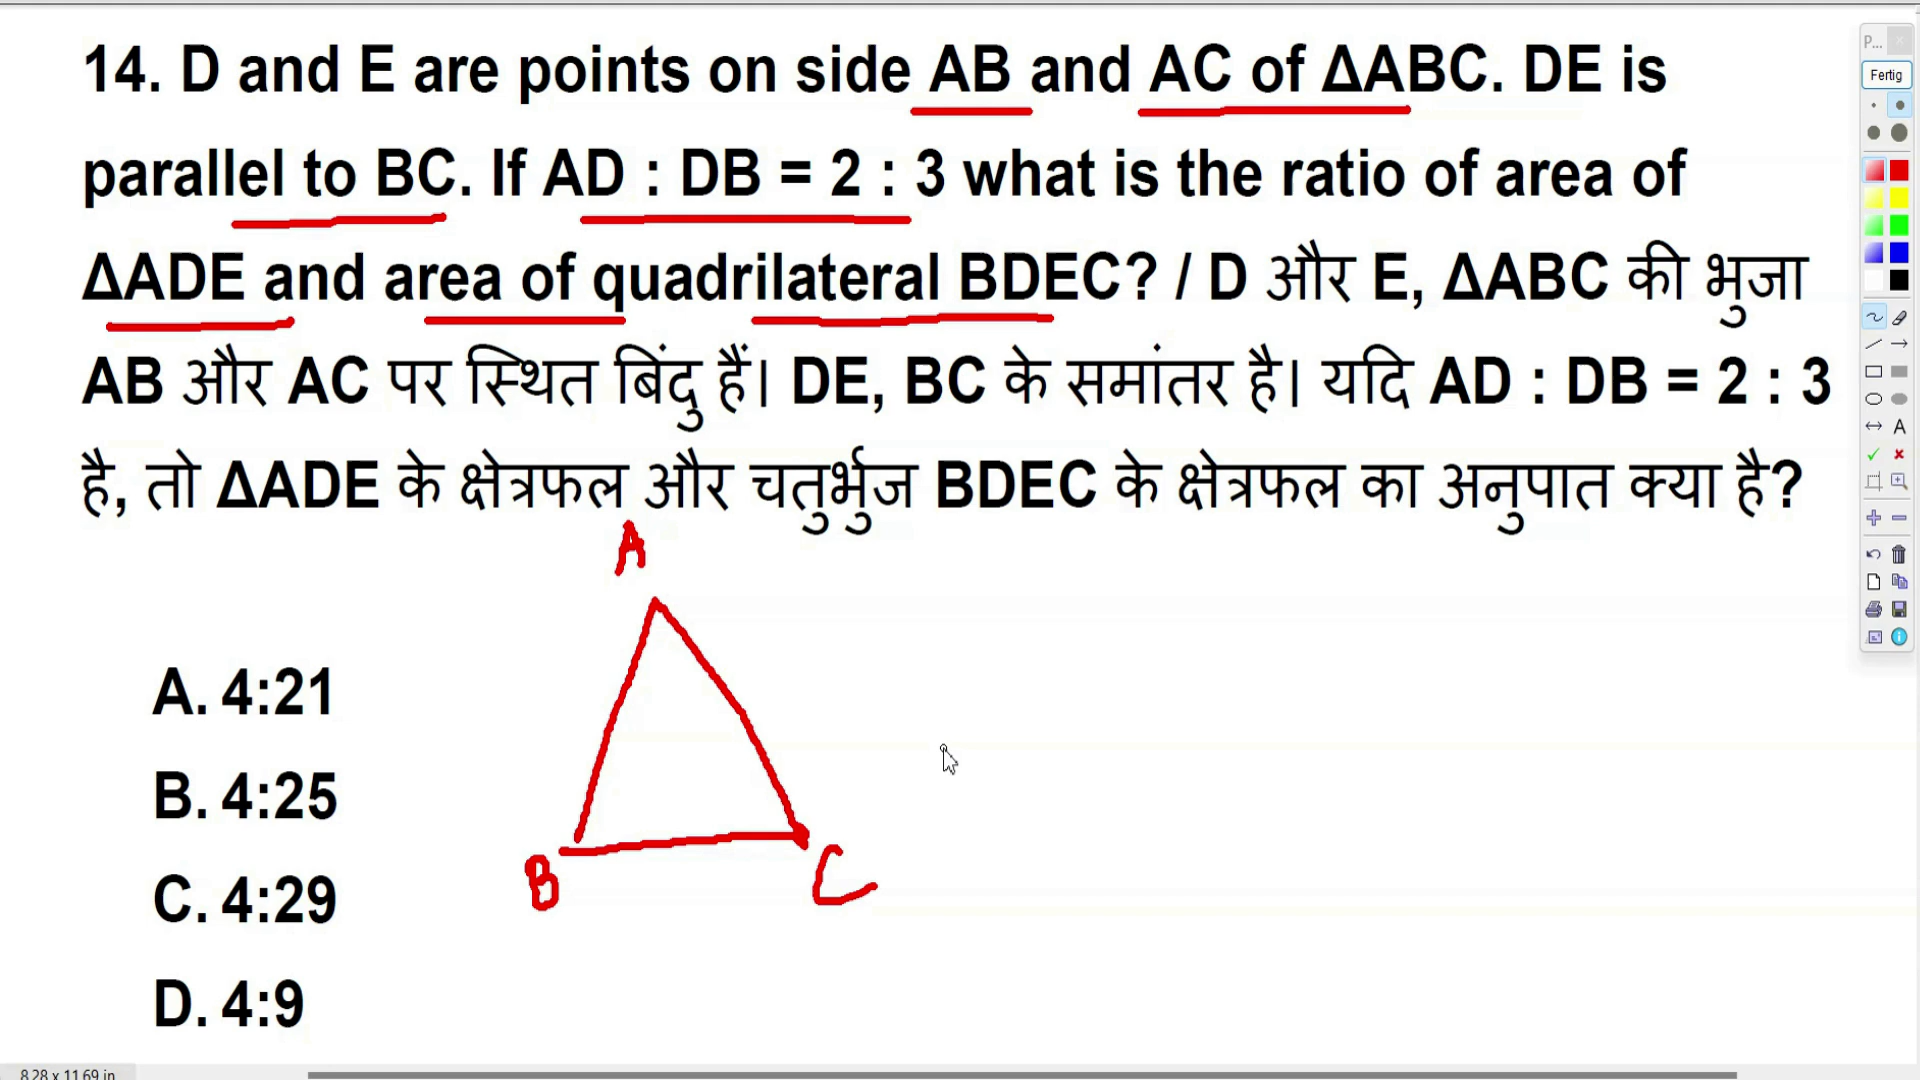 14. D and E are points on side AB and AC of ΔABC. DE is
parallel to BC. If AD : DB = 2 : 3 what is the ratio of area of
ΔADE and area of quadrilateral BDEC? / D और E, ΔABC की भुजा
AB और AC पर स्थित बिंदु हैं। DE, BC के समांतर है। यदि AD : DB = 2 : 3
है, तो ΔADE के क्षेत्रफल और चतुर्भुज BDEC के क्षेत्रफल का अनुपात क्या है?
A
A. 4:21
B. 4:25
B
C
C. 4:29
D. 4:9
P...
Fertig
A
8.28 x 11.69 in